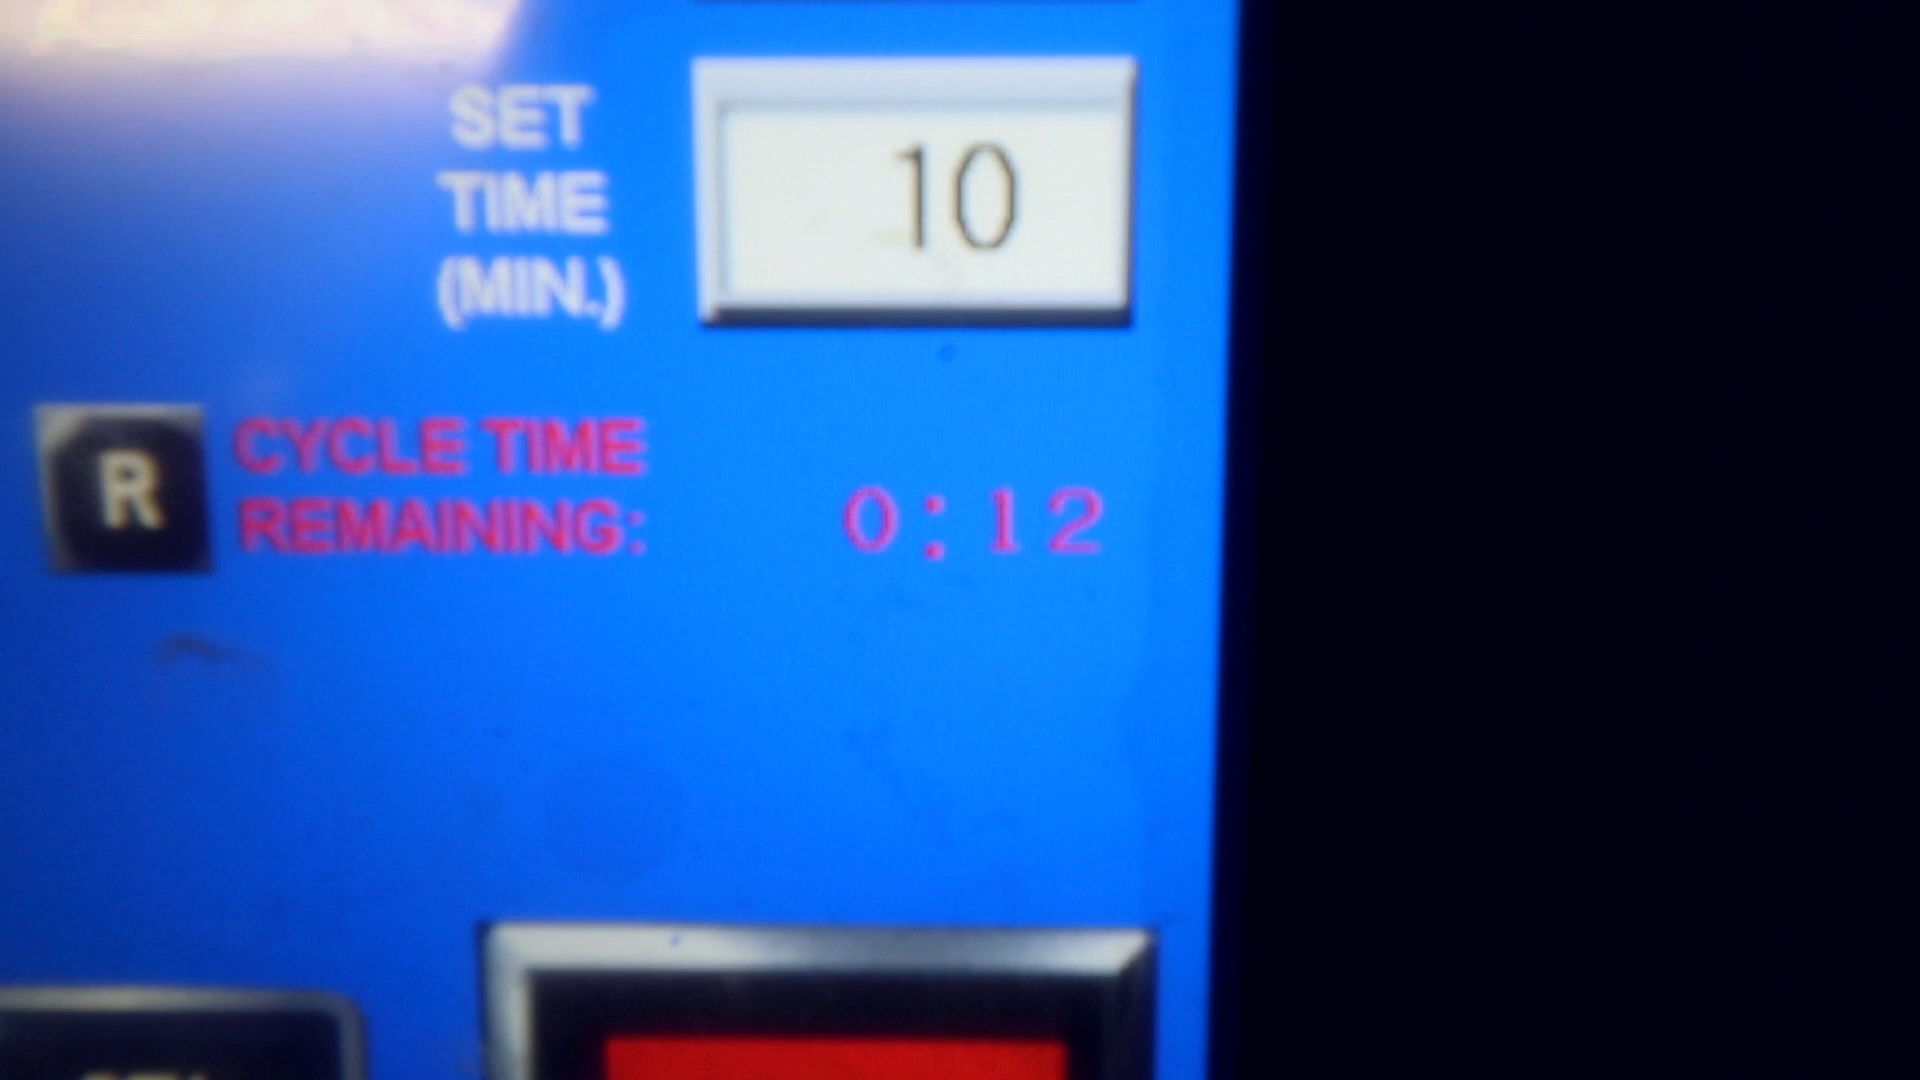 SET
TIME
(MIN.)
10
R
CYCLE TIME
REMAINING:
0:12